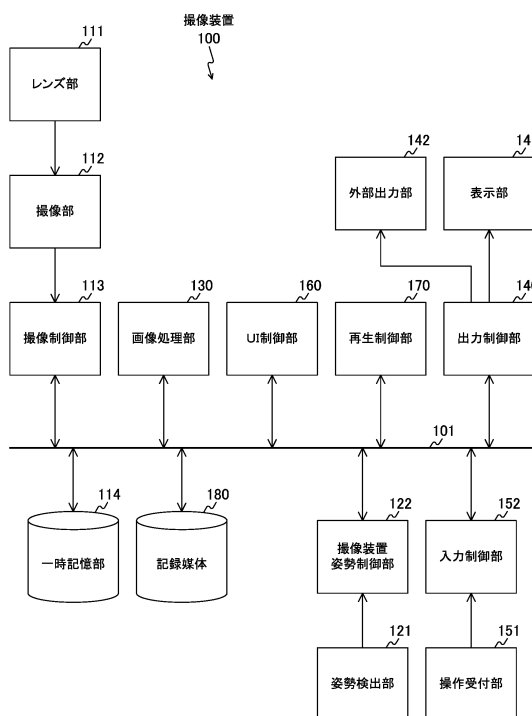 撮像装置
100
111
レンズ部
112
撮像部
142
外部出力部
14
表示部
113
撮像制御部
130
画像処理部
160
UI制御部
170
再生制御部
140
出力制御部
101
114
一時記憶部
180
記録媒体
122
撮像装置
姿勢制御部
152
入力制御部
121
姿勢検出部
151
操作受付部